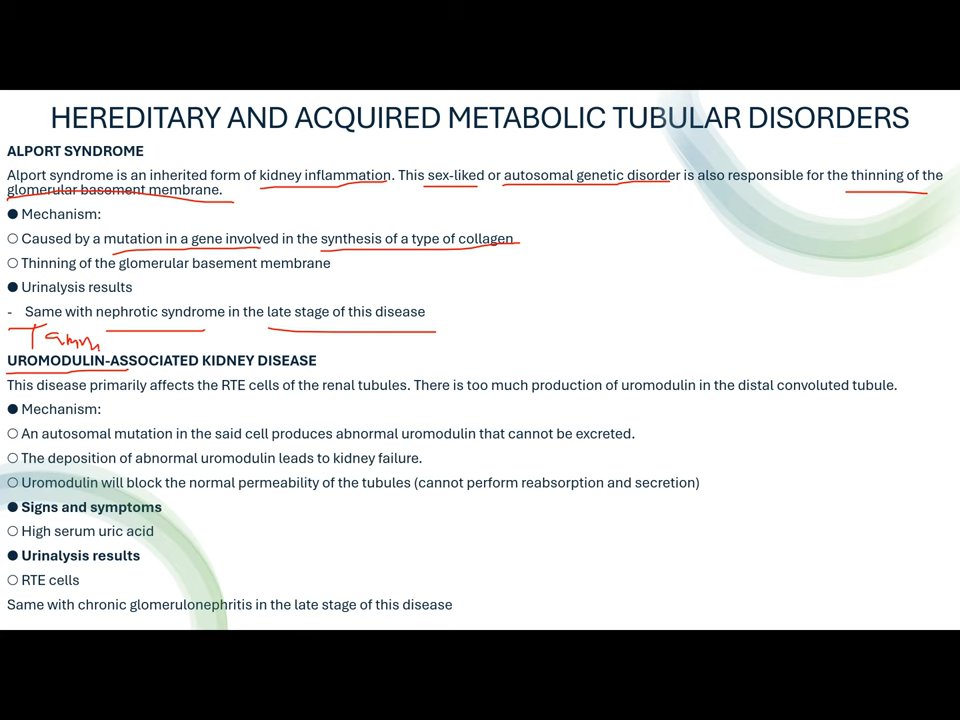 HEREDITARY AND ACQUIRED METABOLIC TUBULAR DISORDERS
ALPORT SYNDROME
Alport syndrome is an inherited form of kidney inflammation. This sex-liked or autosomal genetic disorder is also responsible for the thinning of the
glomerular basement membrane.
● Mechanism:
○ Caused by a mutation in a gene involved in the synthesis of a type of collagen
○ Thinning of the glomerular basement membrane
● Urinalysis results
- Same with nephrotic syndrome in the late stage of this disease
UROMODULIN-ASSOCIATED KIDNEY DISEASE
This disease primarily affects the RTE cells of the renal tubules. There is too much production of uromodulin in the distal convoluted tubule.
● Mechanism:
○ An autosomal mutation in the said cell produces abnormal uromodulin that cannot be excreted.
○ The deposition of abnormal uromodulin leads to kidney failure.
○ Uromodulin will block the normal permeability of the tubules (cannot perform reabsorption and secretion)
● Signs and symptoms
○ High serum uric acid
● Urinalysis results
○ RTE cells
Same with chronic glomerulonephritis in the late stage of this disease